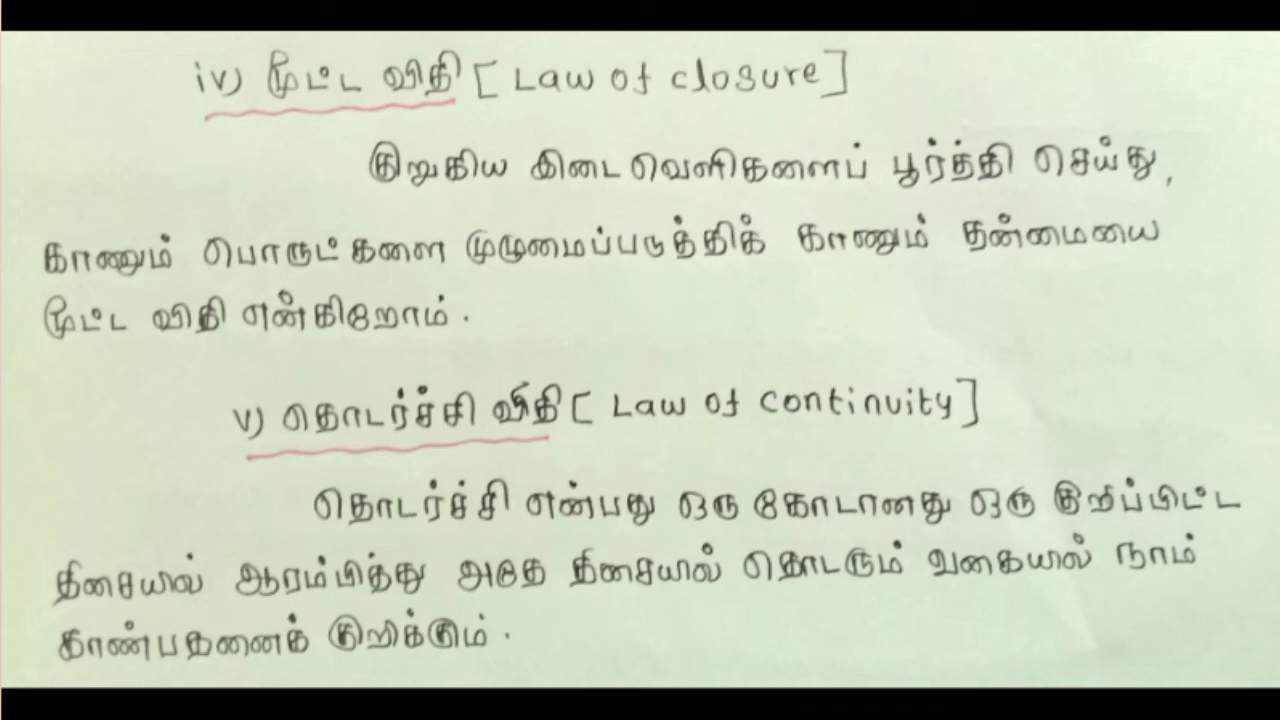 iv) மூட்ட விதி [ Law of closure ]
குறுகிய இடைவெளிகளைப் பூர்த்தி செய்து,
காணும் பொருட்களை முழுமைப்படுத்திக் காணும் தன்மையை
மூட்ட விதி என்கிறோம்.
v) தொடர்ச்சி விதி [ Law of continuity ]
தொடர்ச்சி என்பது ஒரு கோடானது ஒரு குறிப்பிட்ட
திசையில் ஆரம்பித்து அதே திசையில் தொடரும் வகையில் நாம்
காண்பதனைக் குறிக்கும்.